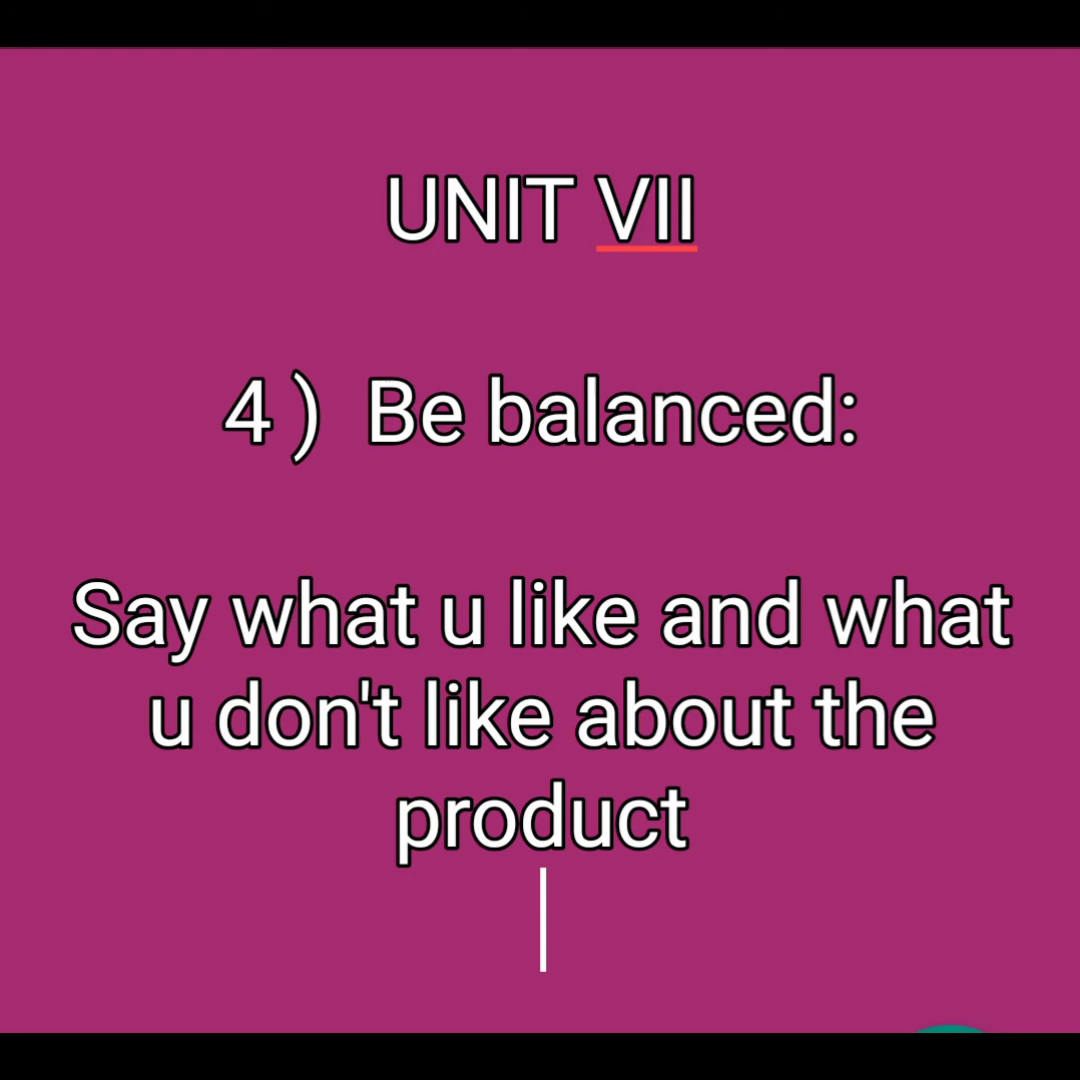 UNIT VII
4 ) Be balanced:
Say what u like and what
u don't like about the
product